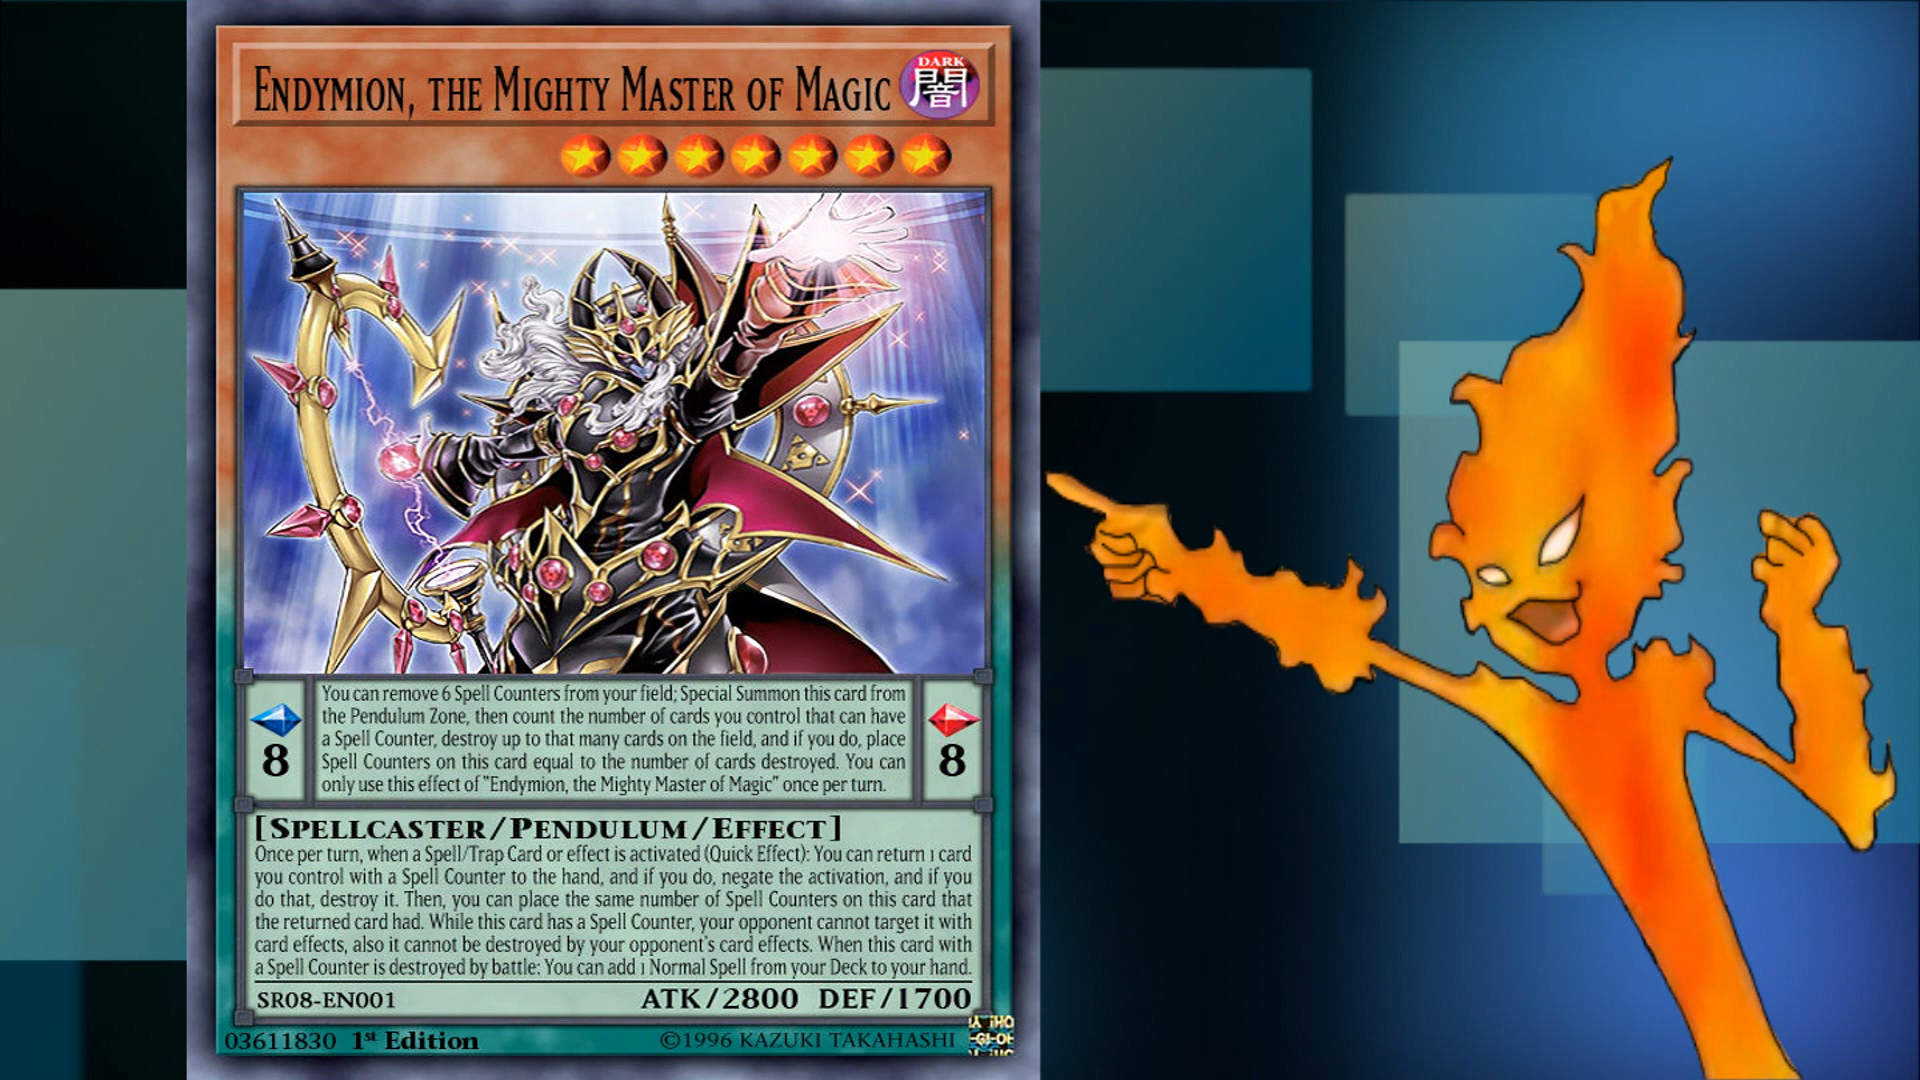 Endymion, the Mighty Master of Magic
DARK
闇
You can remove 6 Spell Counters from your field; Special Summon this card from
the Pendulum Zone, then count the number of cards you control that can have
a Spell Counter, destroy up to that many cards on the field, and if you do, place
Spell Counters on this card equal to the number of cards destroyed. You can
only use this effect of "Endymion, the Mighty Master of Magic" once per turn.
8
8
[Spellcaster/Pendulum/Effect]
Once per turn, when a Spell/Trap Card or effect is activated (Quick Effect): You can return 1 card
you control with a Spell Counter to the hand, and if you do, negate the activation, and if you
do that, destroy it. Then, you can place the same number of Spell Counters on this card that
the returned card had. While this card has a Spell Counter, your opponent cannot target it with
card effects, also it cannot be destroyed by your opponent's card effects. When this card with
a Spell Counter is destroyed by battle: You can add 1 Normal Spell from your Deck to your hand.
SR08-EN001
ATK/2800 DEF/1700
03611830 1st Edition
©1996 KAZUKI TAKAHASHI